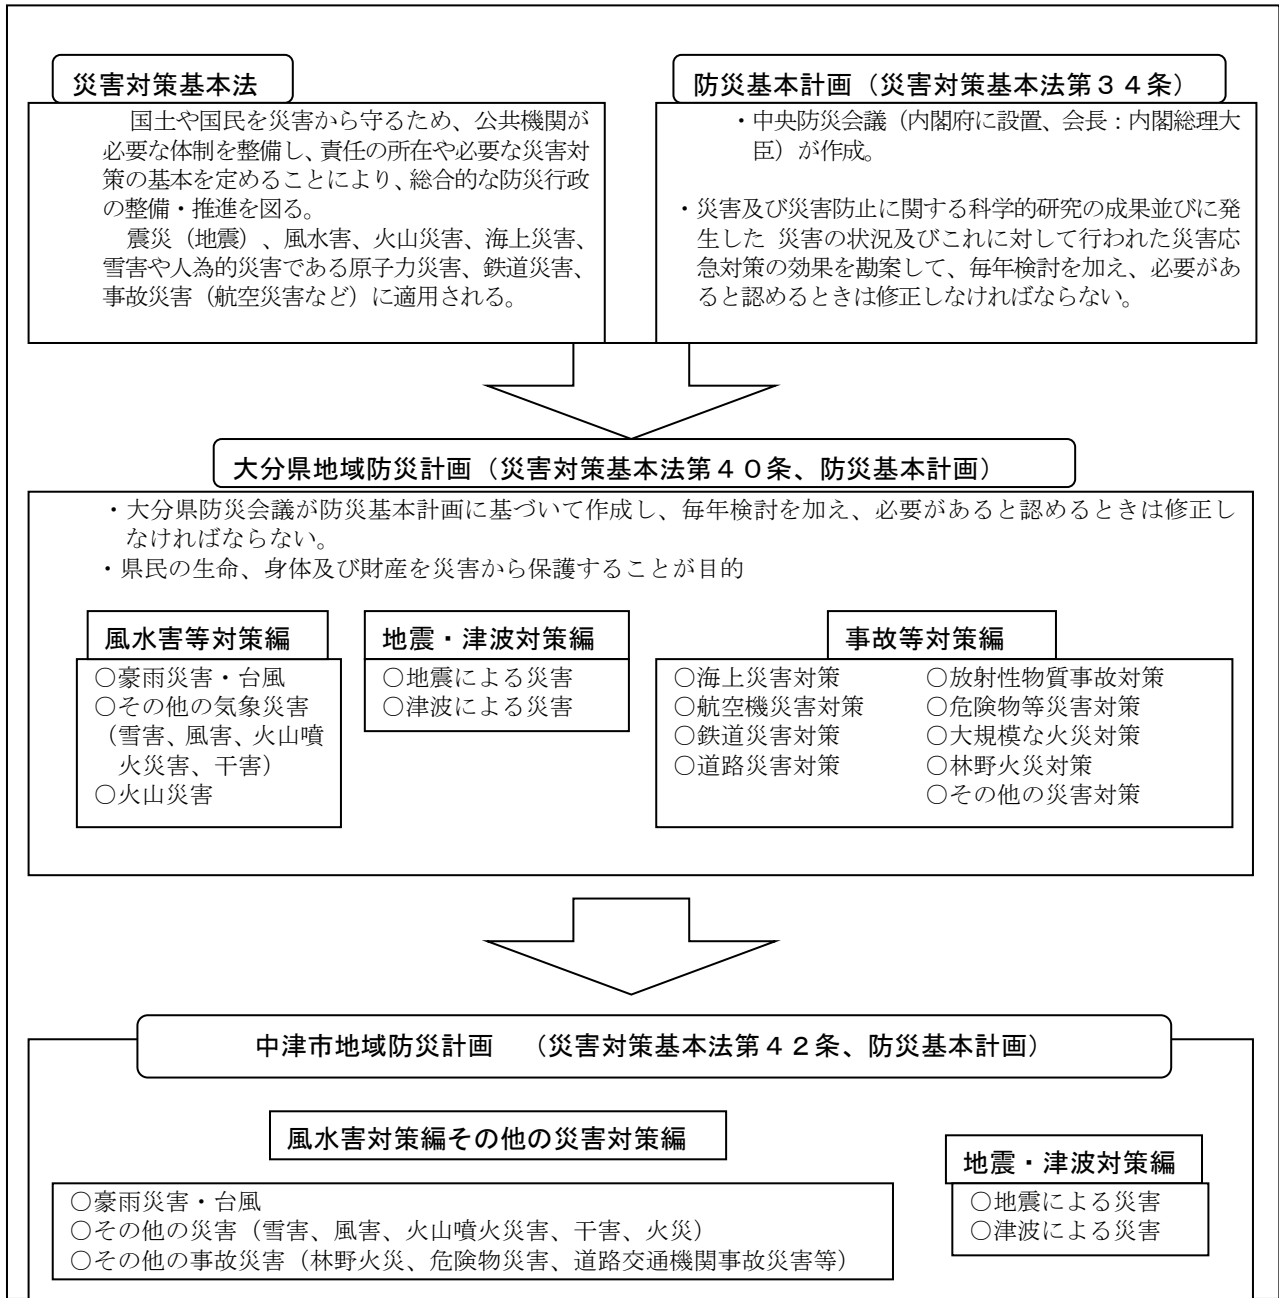 災害対策基本法
国土や国民を災害から守るため、公共機関が
必要な体制を整備し、責任の所在や必要な災害対
策の基本を定めることにより、総合的な防災行政
の整備・推進を図る。
震災（地震）、風水害、火山災害、海上災害、
雪害や人為的災害である原子力災害、鉄道災害、
事故災害（航空災害など）に適用される。
防災基本計画（災害対策基本法第３４条）
・中央防災会議（内閣府に設置、会長：内閣総理大
臣）が作成。
・災害及び災害防止に関する科学的研究の成果並びに発
生した 災害の状況及びこれに対して行われた災害応
急対策の効果を勘案して、毎年検討を加え、必要があ
ると認めるときは修正しなければならない。
大分県地域防災計画（災害対策基本法第４０条、防災基本計画）
・大分県防災会議が防災基本計画に基づいて作成し、毎年検討を加え、必要があると認めるときは修正し
なければならない。
・県民の生命、身体及び財産を災害から保護することが目的
風水害等対策編
○豪雨災害・台風
○その他の気象災害
（雪害、風害、火山噴
火災害、干害）
○火山災害
地震・津波対策編
○地震による災害
○津波による災害
事故等対策編
○海上災害対策
○航空機災害対策
○鉄道災害対策
○道路災害対策
○放射性物質事故対策
○危険物等災害対策
○大規模な火災対策
○林野火災対策
○その他の災害対策
中津市地域防災計画　（災害対策基本法第４２条、防災基本計画）
風水害対策編その他の災害対策編
○豪雨災害・台風
○その他の災害（雪害、風害、火山噴火災害、干害、火災）
○その他の事故災害（林野火災、危険物災害、道路交通機関事故災害等）
地震・津波対策編
○地震による災害
○津波による災害